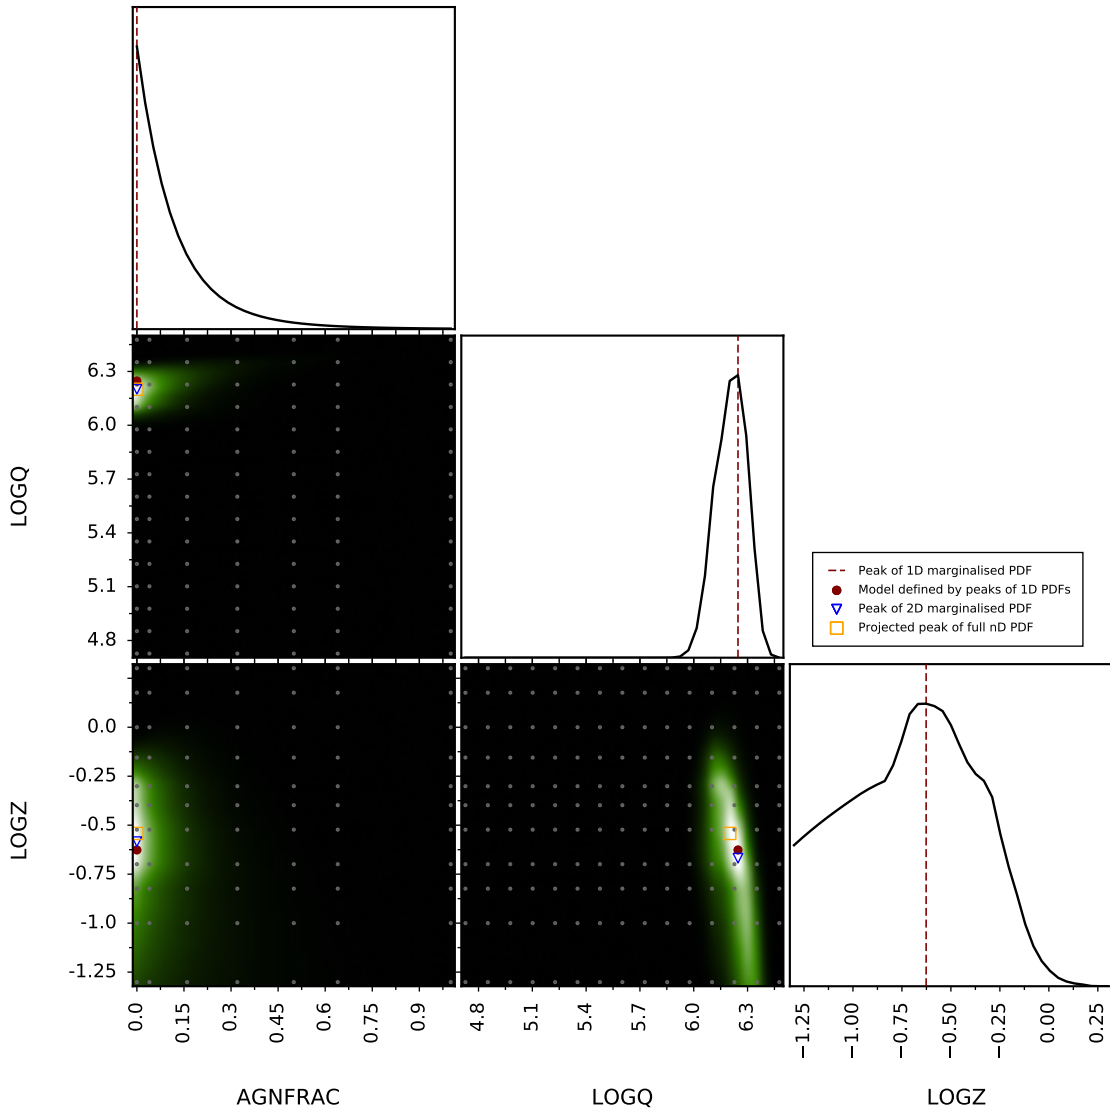 6.3
6.0
5.7
5.4
5.1
4.8
LOGQ
Peak of 1D marginalised PDF
Model defined by peaks of 1D PDFs
Peak of 2D marginalised PDF
Projected peak of full nD PDF
0.0
-0.25
-0.5
-0.75
-1.0
-1.25
LOGZ
0.0 0.15 0.3 0.45 0.6 0.75 0.9
4.8 5.1 5.4 5.7 6.0 6.3
−1.25 −1.00 −0.75 −0.50 −0.25 0.00 0.25
AGNFRAC
LOGQ
LOGZ